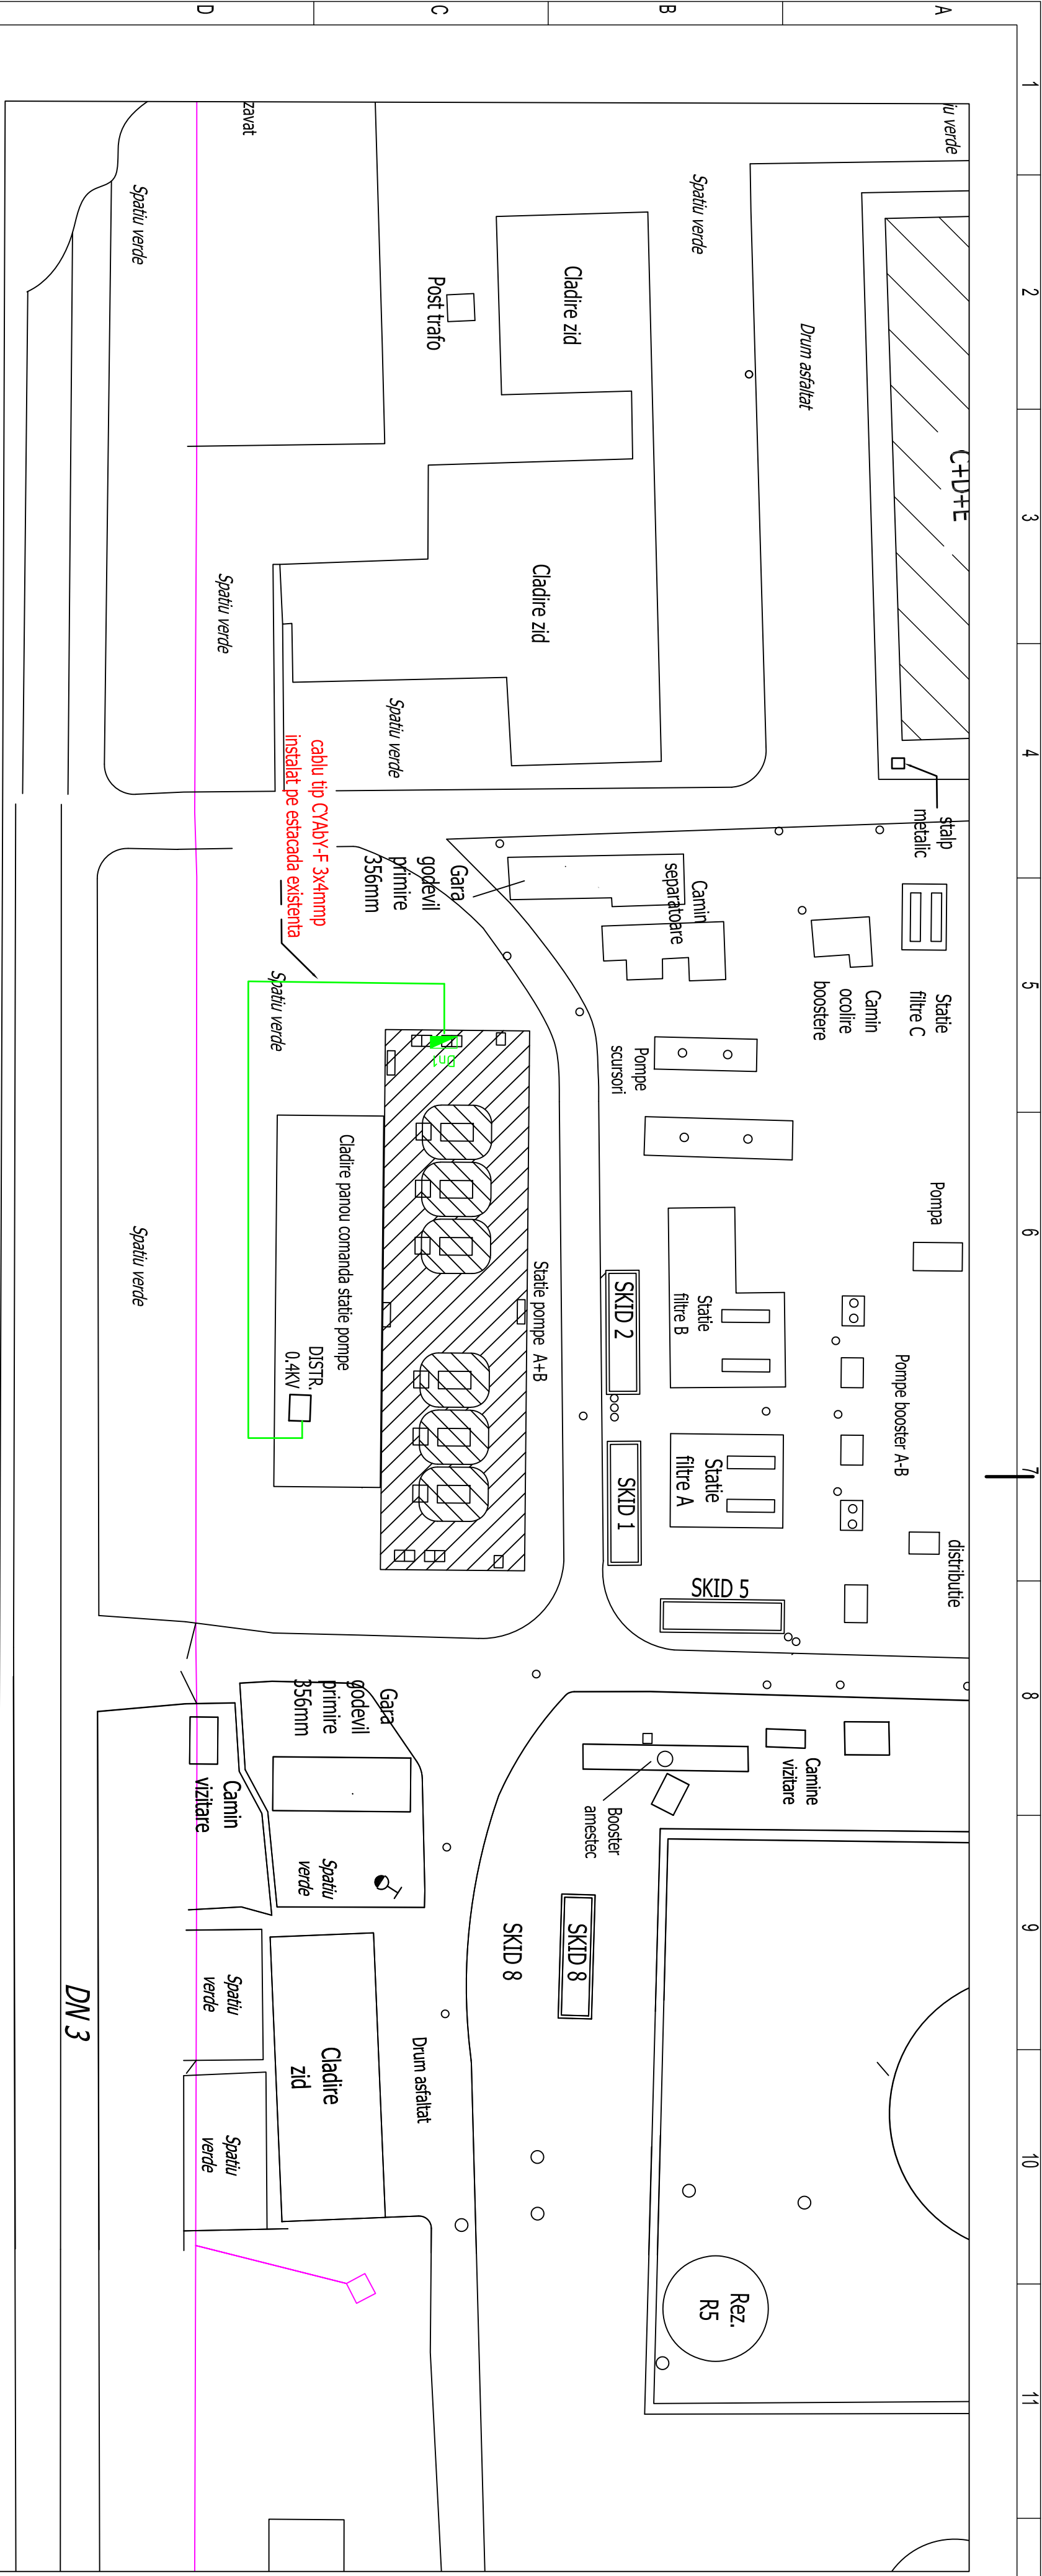 1
2
3
4
5
6
7
8
9
10
11
A
B
C
D
iu verde
C+D+E
Drum asfaltat
Spatiu verde
Cladire zid
Post trafo
zavat
Spatiu verde
Cladire zid
Spatiu verde
Spatiu verde
stalp
metalic
cablu tip CYAbY-F 3x4mmp
instalat pe estacada existenta
Statie
filtre C
Camin
ocolire
boostere
Camin
separatoare
Gara
godevil
primire
356mm
Pompe
scursori
Spatiu verde
Pompa
Pompe booster A-B
distributie
Statie
filtre B
Statie
filtre A
SKID 2
SKID 1
SKID 5
Statie pompe A+B
Cladire panou comanda statie pompe
DISTR.
0.4KV
Spatiu verde
Camine
vizitare
Booster
amestec
Gara
godevil
primire
356mm
Camin
vizitare
Spatiu
verde
SKID 8
SKID 8
Drum asfaltat
Cladire
zid
Spatiu
verde
Spatiu
verde
DN 3
Rez.
R5